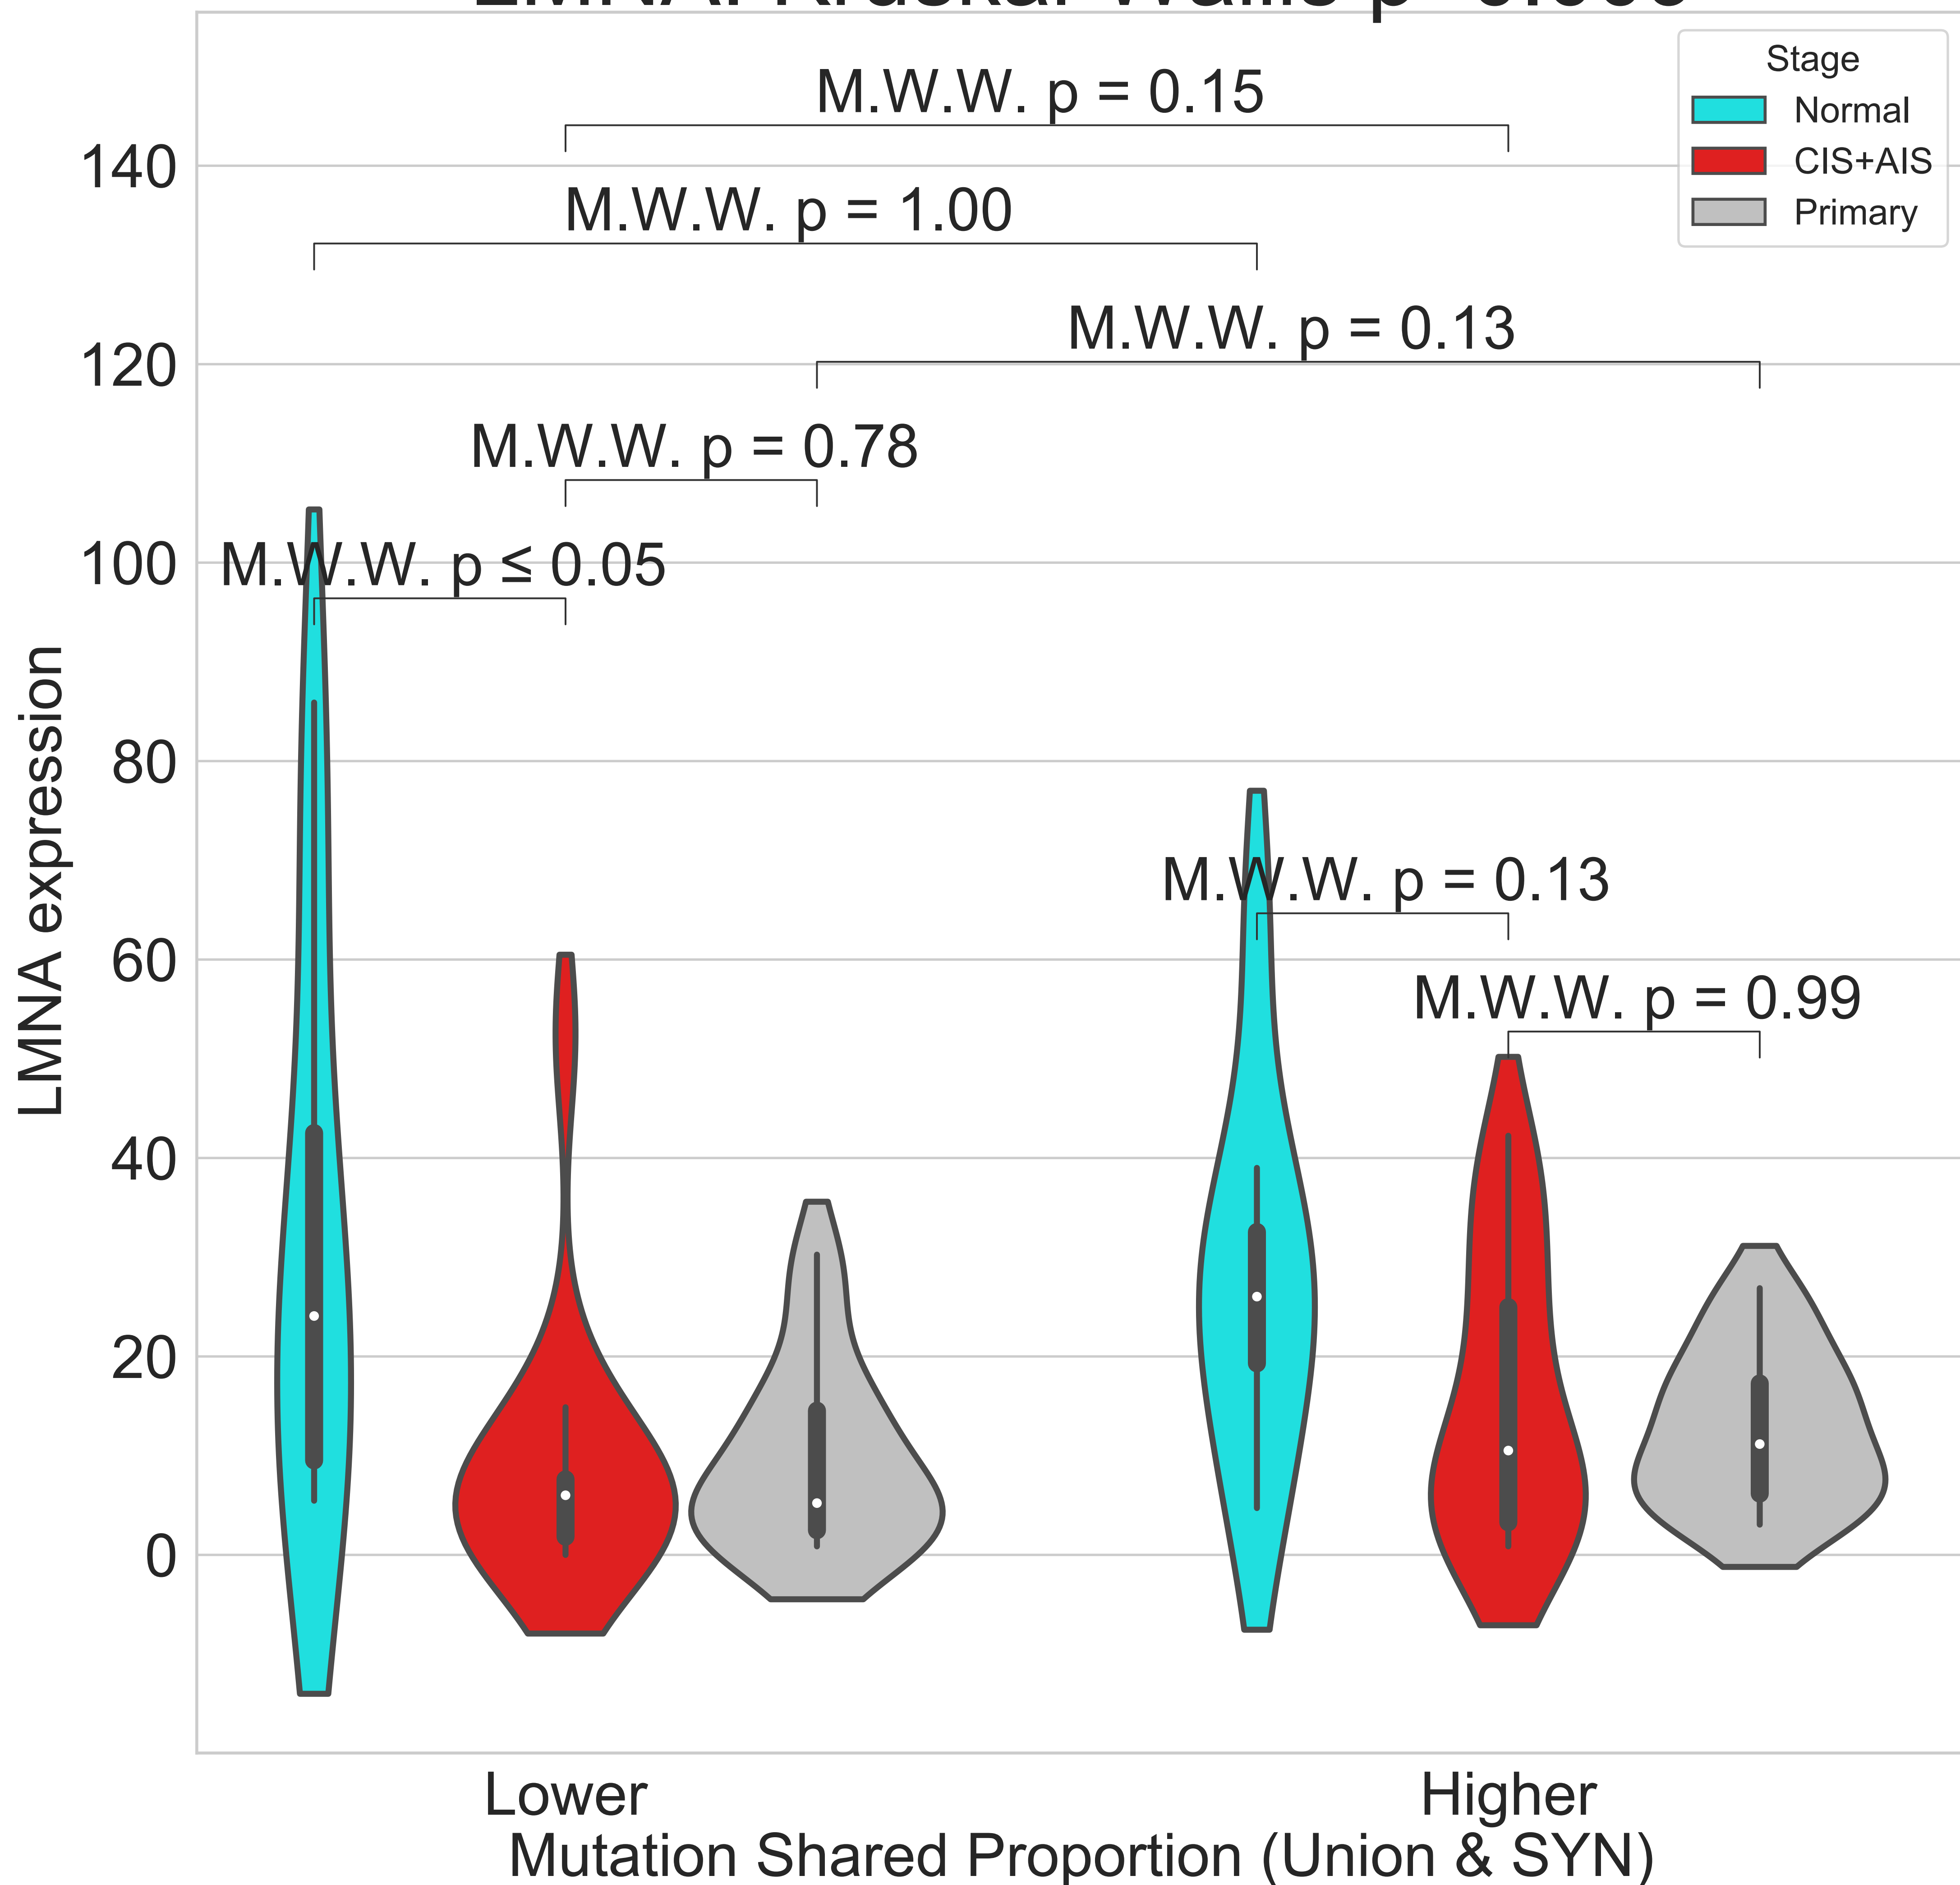 Stage
Normal
CIS+AIS
Primary
M.W.W. p = 0.15
M.W.W. p = 1.00
M.W.W. p = 0.13
M.W.W. p = 0.78
M.W.W. p ≤ 0.05
M.W.W. p = 0.13
M.W.W. p = 0.99
140
120
100
80
60
40
20
0
LMNA expression
Lower
Higher
Mutation Shared Proportion (Union & SYN)